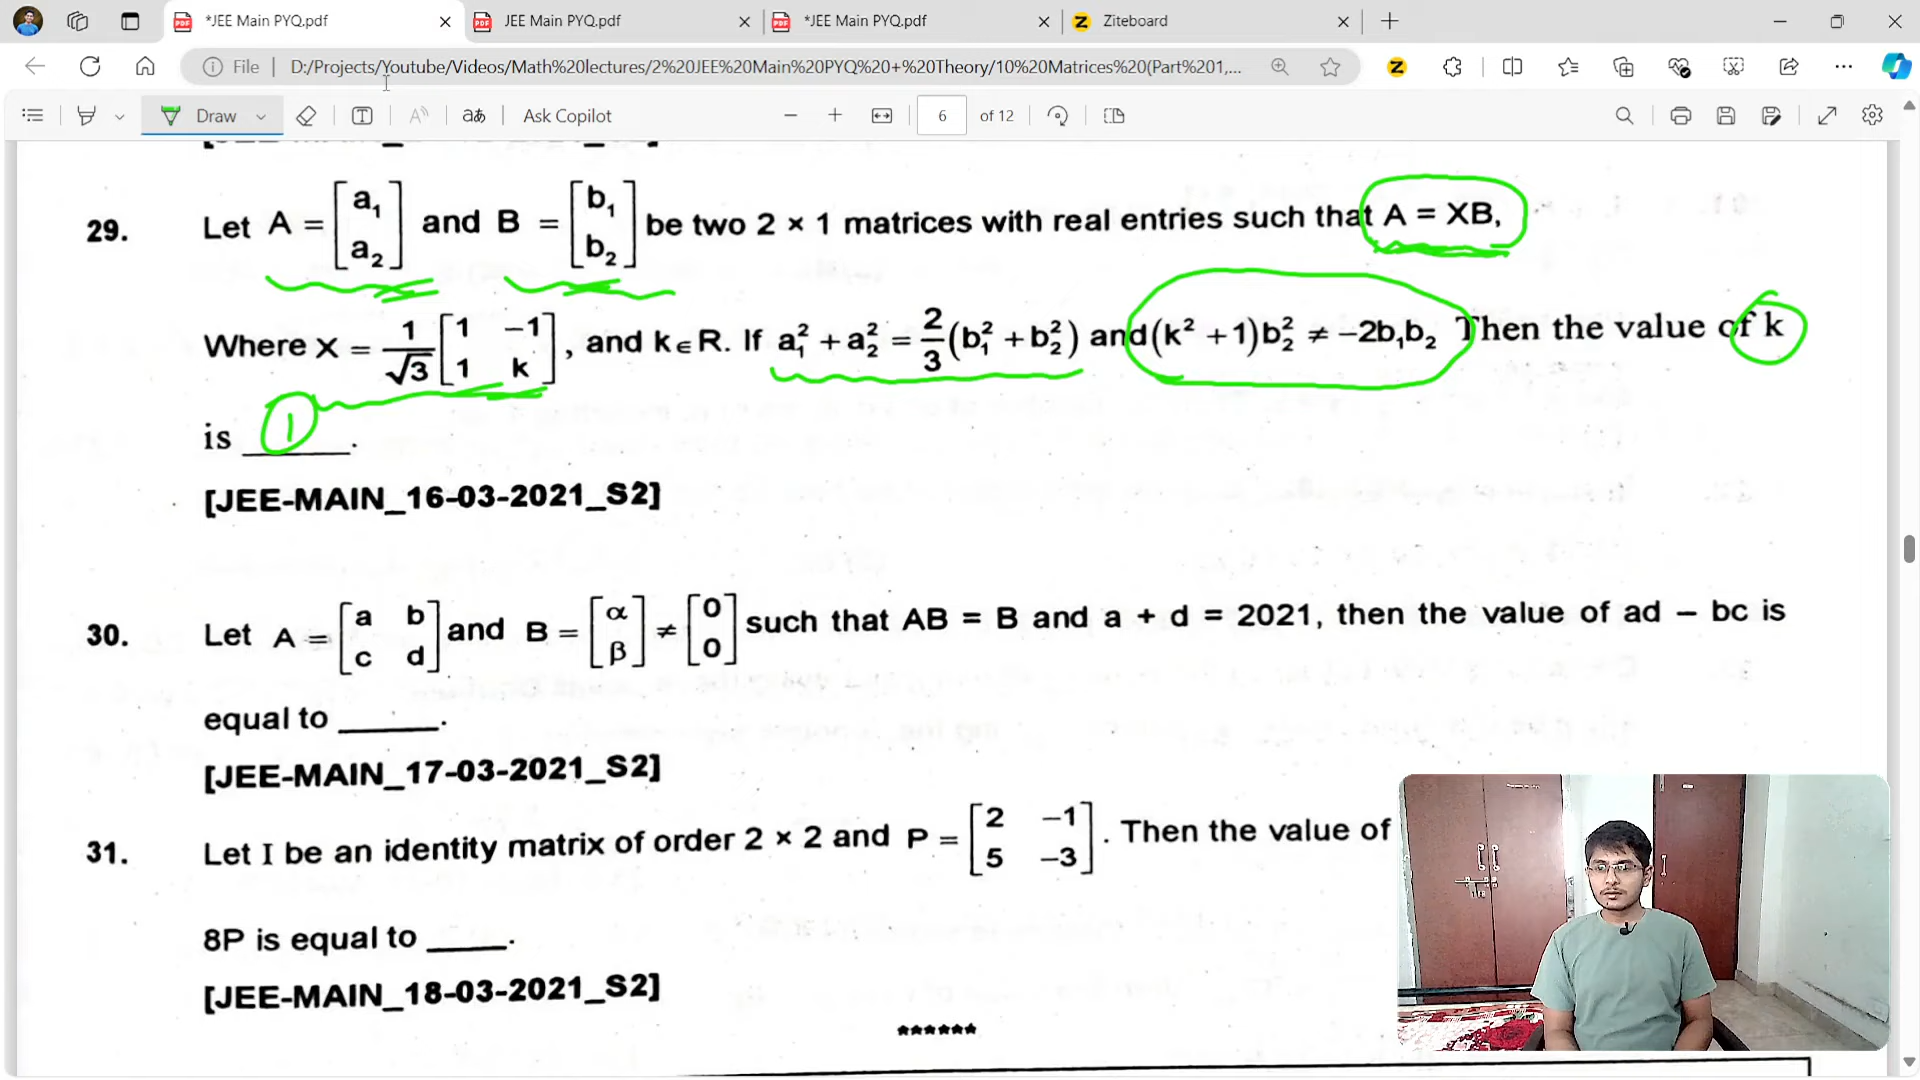 *JEE Main PYQ.pdf
JEE Main PYQ.pdf
*JEE Main PYQ.pdf
Ziteboard
File | D:/Projects/Youtube/Videos/Math%20lectures/2%20JEE%20Main%20PYQ%20+%20Theory/10%20Matrices%20(Part%201,...
Draw
Ask Copilot
6 of 12
29. Let A = [a₁ a₂] and B = [b₁ b₂] be two 2 × 1 matrices with real entries such that A = XB,
Where x = 1/√3 [1 −1 1 k], and k∈R. If a₁² + a₂² = 2/3 (b₁² + b₂²) and (k² + 1)b₂² ≠ −2b₁b₂ Then the value of k
is 1.
[JEE-MAIN_16-03-2021_S2]
30. Let A = [a b c d] and B = [α β] ≠ [0 0] such that AB = B and a + d = 2021, then the value of ad − bc is
equal to ______.
[JEE-MAIN_17-03-2021_S2]
31. Let I be an identity matrix of order 2 × 2 and P = [2 −1 5 −3]. Then the value of
8P is equal to _____.
[JEE-MAIN_18-03-2021_S2]
******